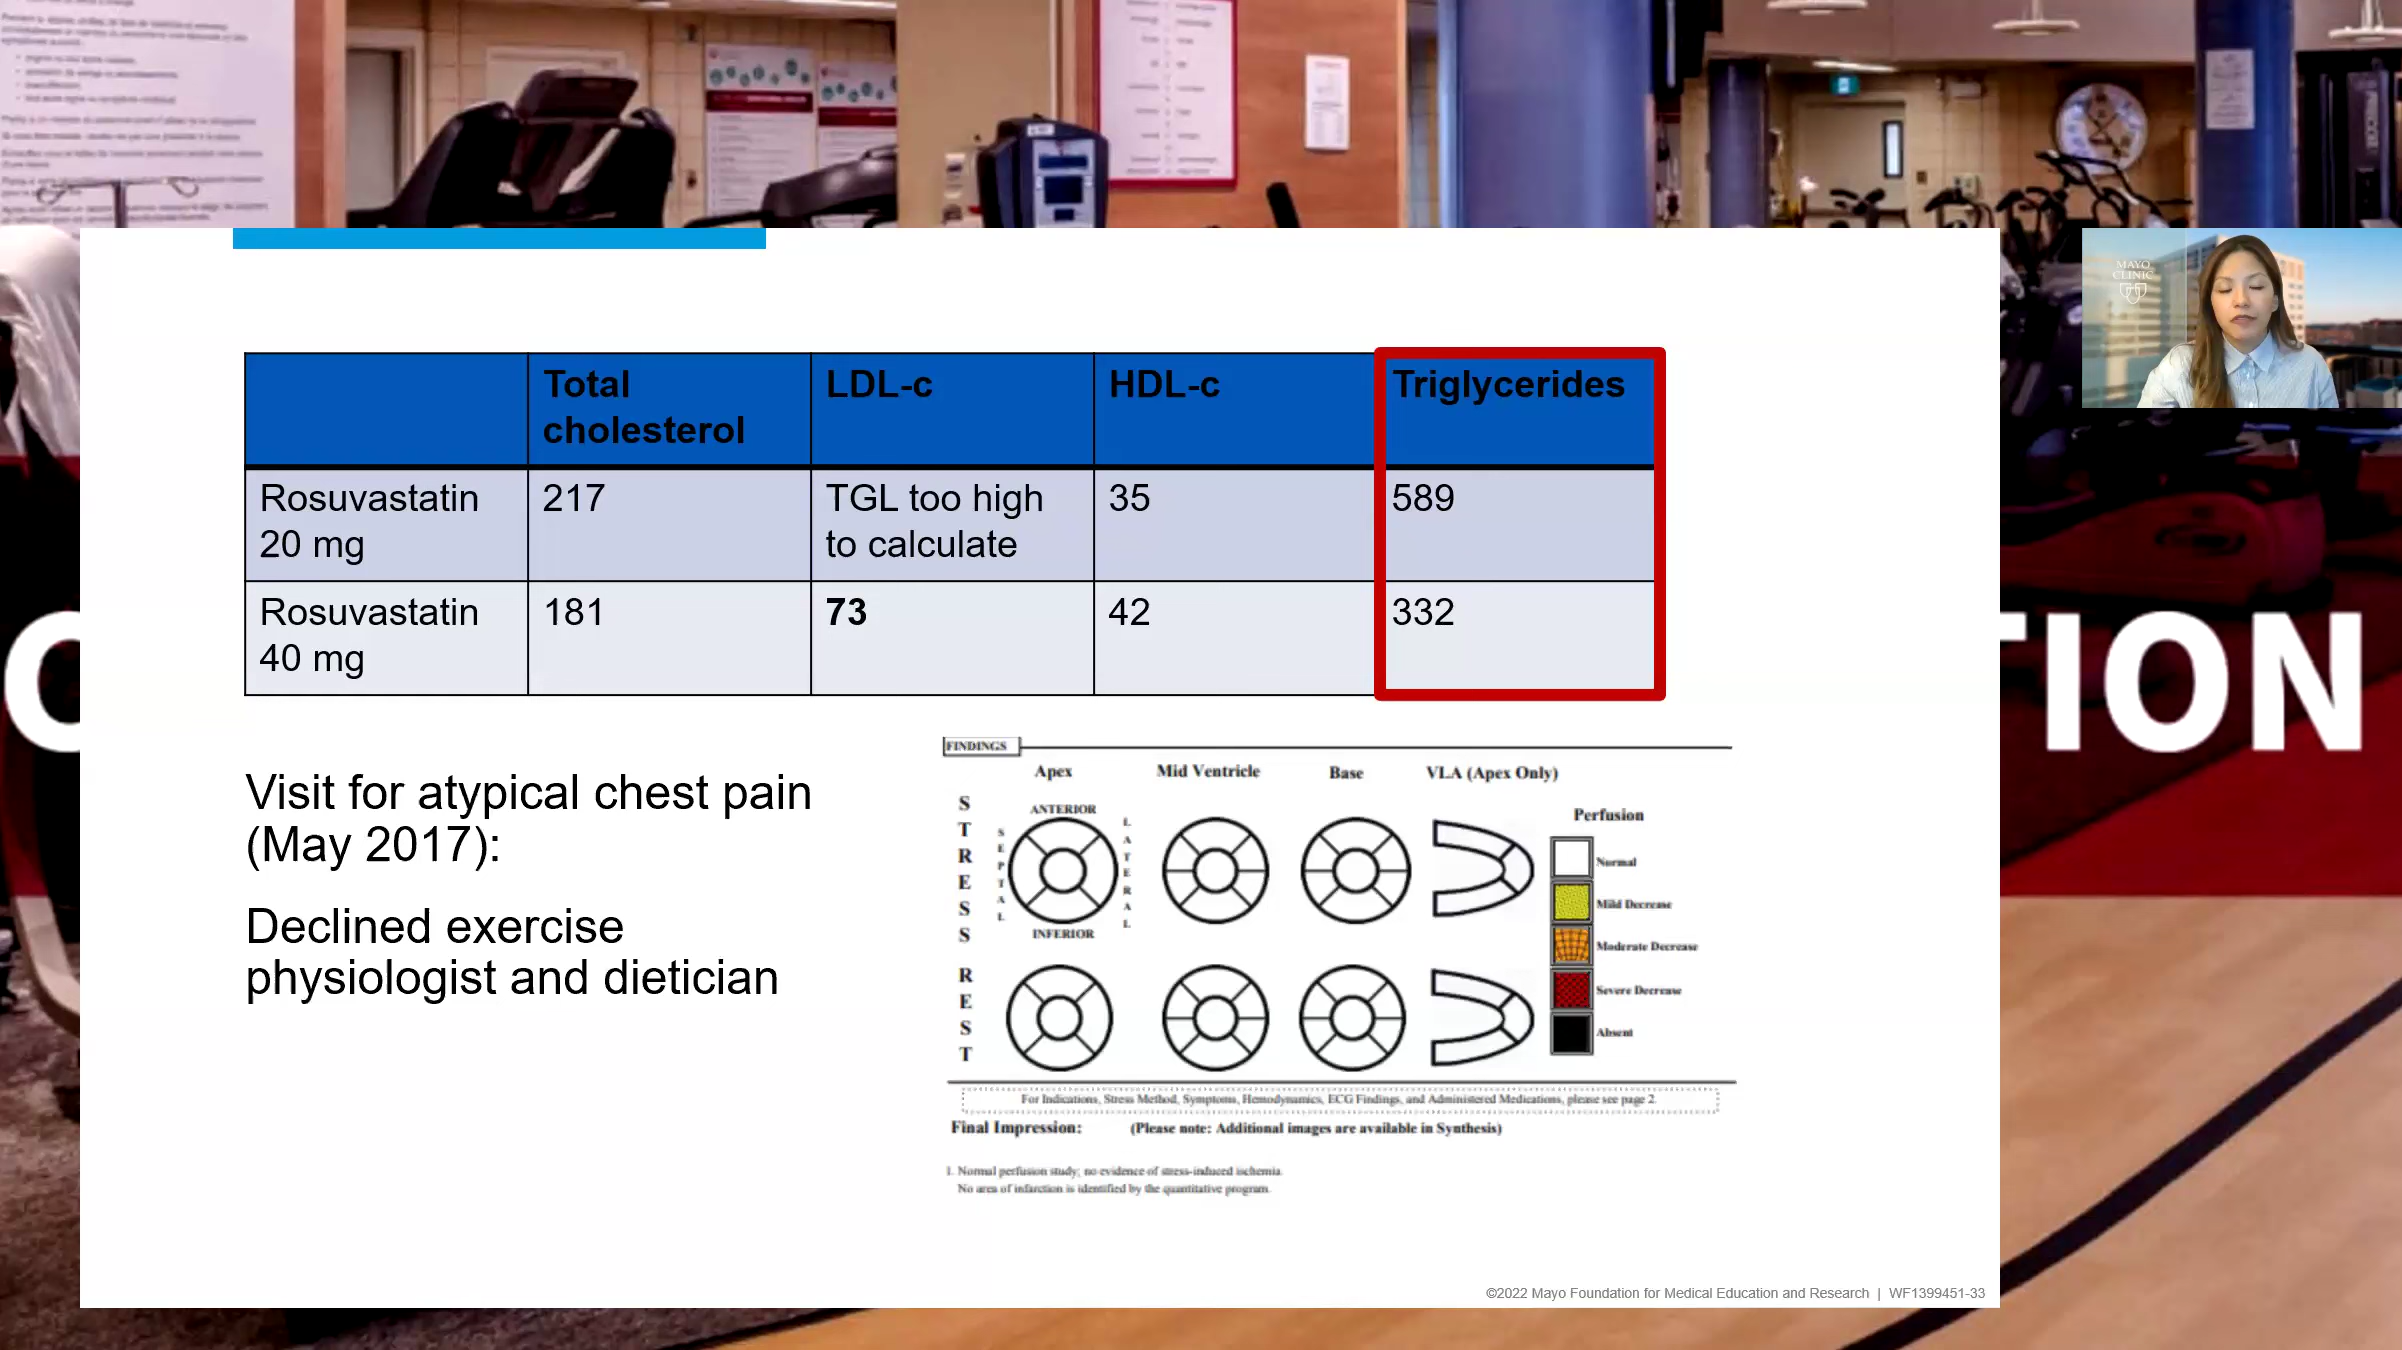 MAYO
CLINIC
Total
cholesterol
LDL-c
HDL-c
Triglycerides
Rosuvastatin
20 mg
217
TGL too high
to calculate
35
589
Rosuvastatin
40 mg
181
73
42
332
TION
Visit for atypical chest pain
(May 2017):
Declined exercise
physiologist and dietician
FINDINGS
Apex
Mid Ventricle
Base
VLA (Apex Only)
STRESS
ANTERIOR
SEPTAL
LATERAL
INFERIOR
REST
Perfusion
Normal
Mild Decrease
Moderate Decrease
Severe Decrease
Absent
For Indications, Stress Method, Symptoms, Hemodynamics, ECG Findings, and Administered Medications, please see page 2.
Final Impression: (Please note: Additional images are available in Synthesis)
1. Normal perfusion study; no evidence of stress-induced ischemia.
No area of infarction is identified by the quantitative program.
©2022 Mayo Foundation for Medical Education and Research | WF1399451-33